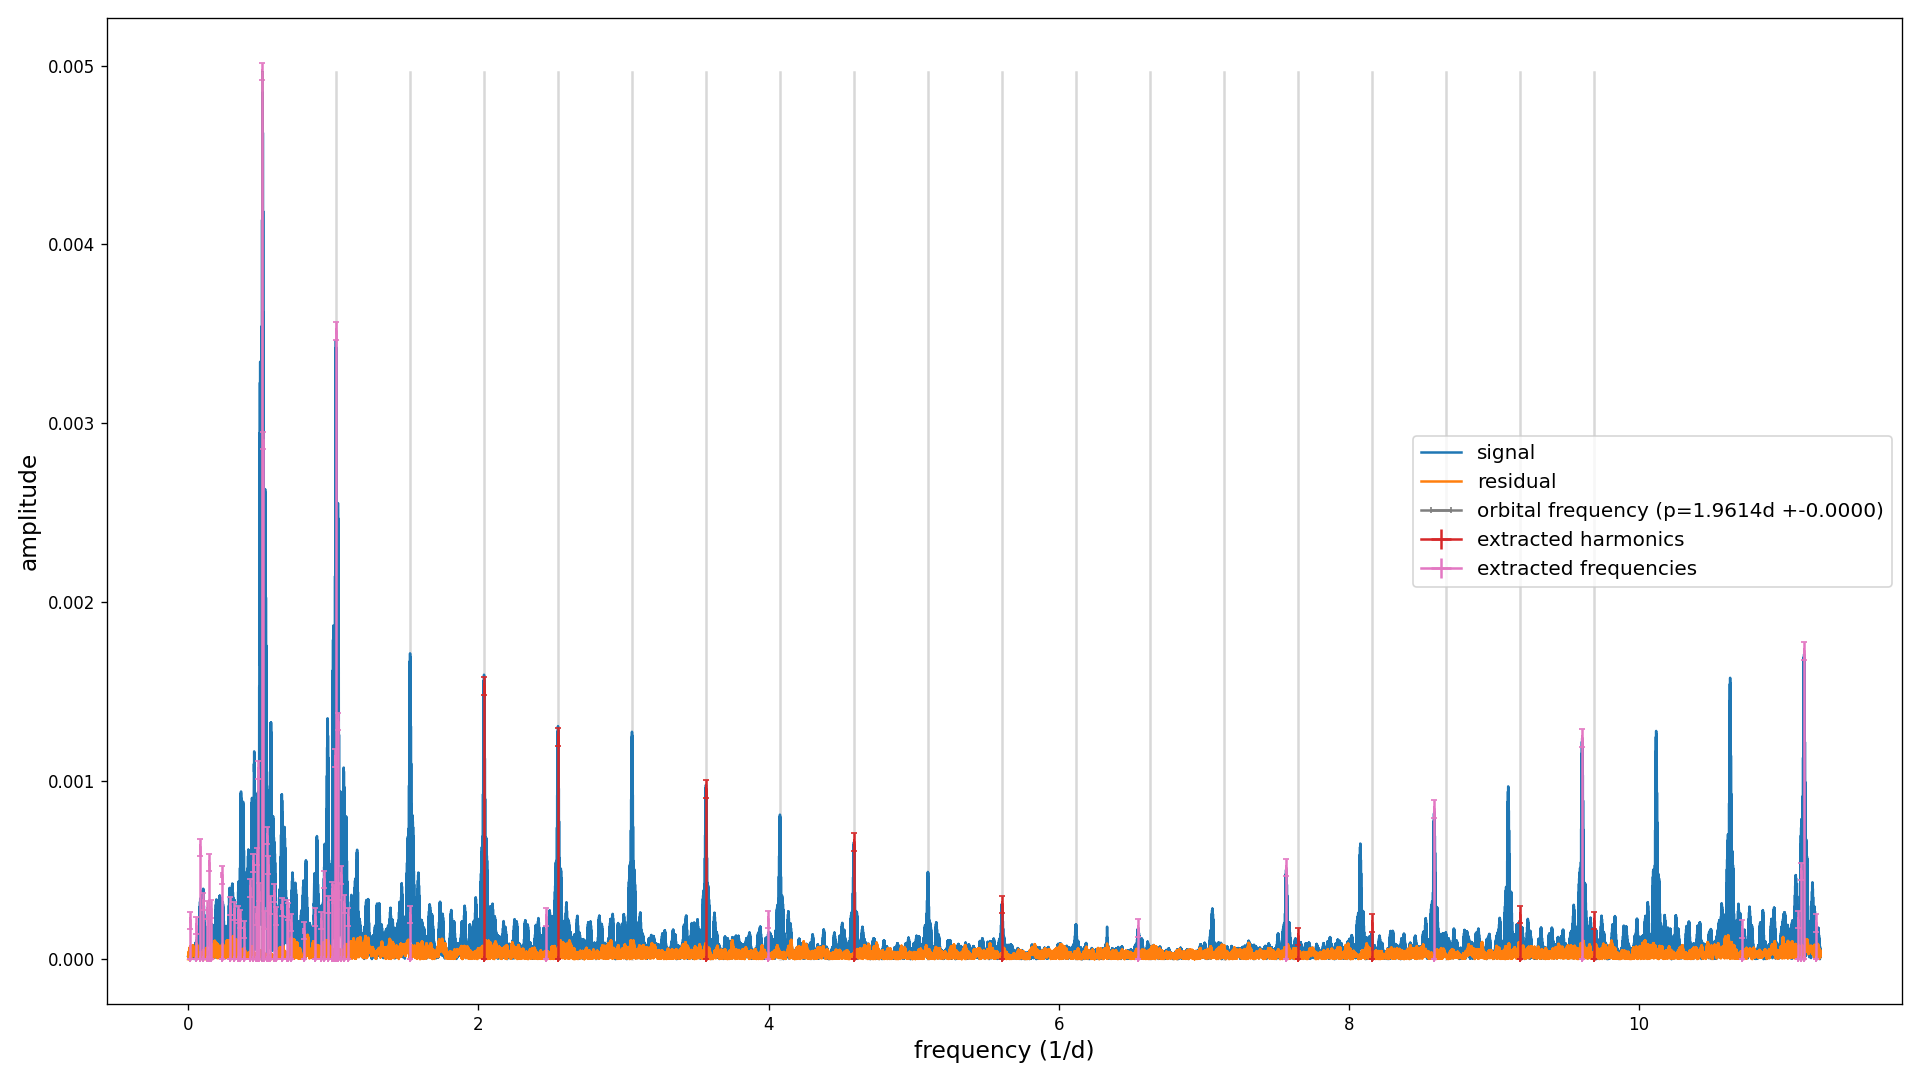 0.005
0.004
0.003
0.002
0.001
0.000
amplitude
0
2
4
6
8
10
frequency (1/d)
signal
residual
orbital frequency (p=1.9614d +-0.0000)
extracted harmonics
extracted frequencies